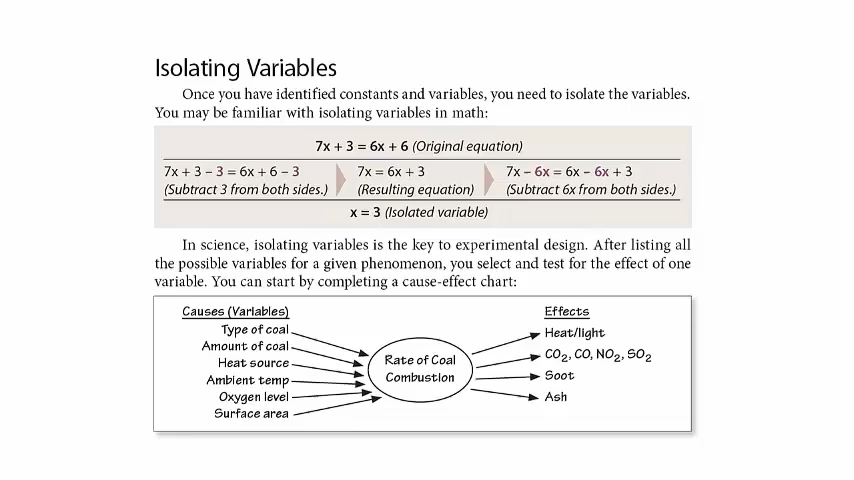 Isolating Variables
Once you have identified constants and variables, you need to isolate the variables.
You may be familiar with isolating variables in math:
7x + 3 = 6x + 6 (Original equation)
7x + 3 – 3 = 6x + 6 – 3
(Subtract 3 from both sides.)
7x = 6x + 3
(Resulting equation)
7x – 6x = 6x – 6x + 3
(Subtract 6x from both sides.)
x = 3 (Isolated variable)
In science, isolating variables is the key to experimental design. After listing all
the possible variables for a given phenomenon, you select and test for the effect of one
variable. You can start by completing a cause-effect chart:
Causes (Variables)
Type of coal
Amount of coal
Heat source
Ambient temp
Oxygen level
Surface area
Rate of Coal
Combustion
Effects
Heat/light
CO2, CO, NO2, SO2
Soot
Ash